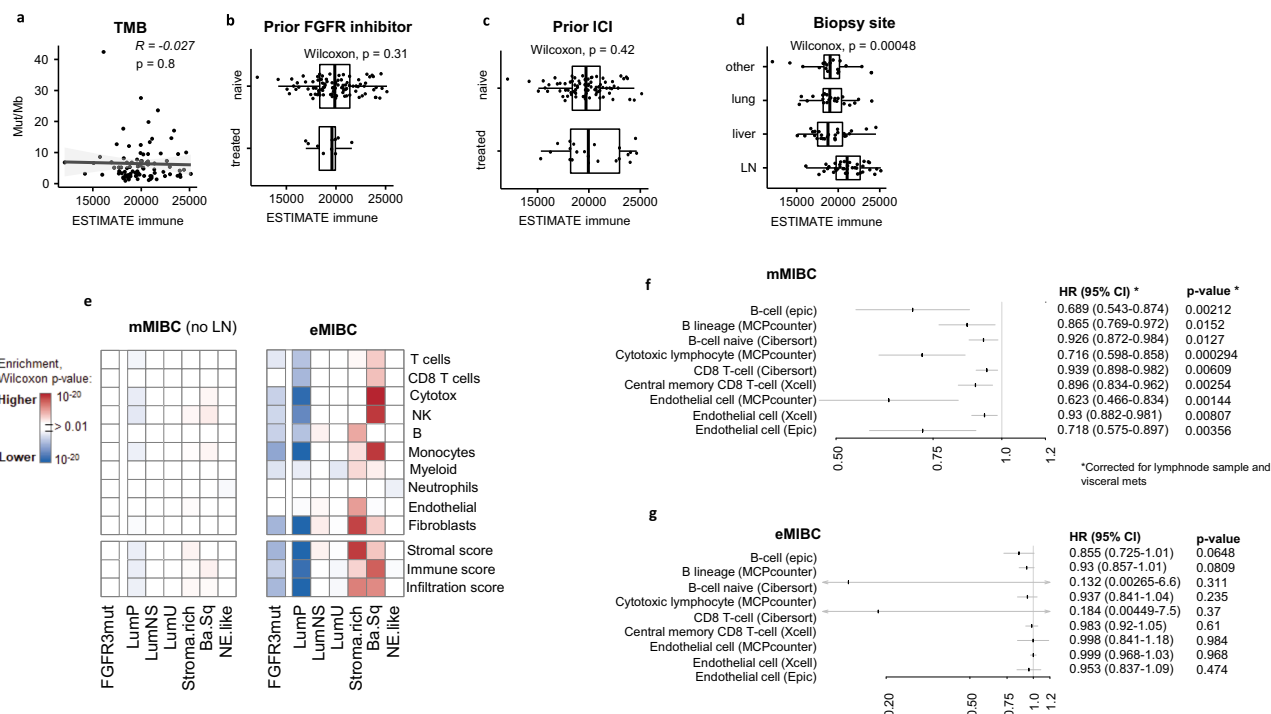 a
TMB
R = -0.027
p = 0.8
40
30
20
10
0
Mut/Mb
15000 20000 25000
ESTIMATE immune
b
Prior FGFR inhibitor
Wilcoxon, p = 0.31
naive
treated
15000 20000 25000
ESTIMATE immune
c
Prior ICI
Wilcoxon, p = 0.42
naive
treated
15000 20000 25000
ESTIMATE immune
d
Biopsy site
Wilconox, p = 0.00048
other
lung
liver
LN
15000 20000 25000
ESTIMATE immune
e
mMIBC (no LN)
eMIBC
Enrichment,
Wilcoxon p-value:
Higher 10-20
> 0.01
Lower 10-20
T cells
CD8 T cells
Cytotox
NK
B
Monocytes
Myeloid
Neutrophils
Endothelial
Fibroblasts
Stromal score
Immune score
Infiltration score
FGFR3mut
LumP
LumNS
LumU
Stroma.rich
Ba.Sq
NE.like
FGFR3mut
LumP
LumNS
LumU
Stroma.rich
Ba.Sq
NE.like
f
mMIBC
HR (95% CI) * p-value *
B-cell (epic) 0.689 (0.543-0.874) 0.00212
B lineage (MCPcounter) 0.865 (0.769-0.972) 0.0152
B-cell naive (Cibersort) 0.926 (0.872-0.984) 0.0127
Cytotoxic lymphocyte (MCPcounter) 0.716 (0.598-0.858) 0.000294
CD8 T-cell (Cibersort) 0.939 (0.898-0.982) 0.00609
Central memory CD8 T-cell (Xcell) 0.896 (0.834-0.962) 0.00254
Endothelial cell (MCPcounter) 0.623 (0.466-0.834) 0.00144
Endothelial cell (Xcell) 0.93 (0.882-0.981) 0.00807
Endothelial cell (Epic) 0.718 (0.575-0.897) 0.00356
0.50 0.75 1.0 1.2
*Corrected for lymphnode sample and
visceral mets
g
eMIBC
HR (95% CI) p-value
B-cell (epic) 0.855 (0.725-1.01) 0.0648
B lineage (MCPcounter) 0.93 (0.857-1.01) 0.0809
B-cell naive (Cibersort) 0.132 (0.00265-6.6) 0.311
Cytotoxic lymphocyte (MCPcounter) 0.937 (0.841-1.04) 0.235
CD8 T-cell (Cibersort) 0.184 (0.00449-7.5) 0.37
Central memory CD8 T-cell (Xcell) 0.983 (0.92-1.05) 0.61
Endothelial cell (MCPcounter) 0.998 (0.841-1.18) 0.984
Endothelial cell (Xcell) 0.999 (0.968-1.03) 0.968
Endothelial cell (Epic) 0.953 (0.837-1.09) 0.474
0.20 0.50 0.75 1.0 1.2